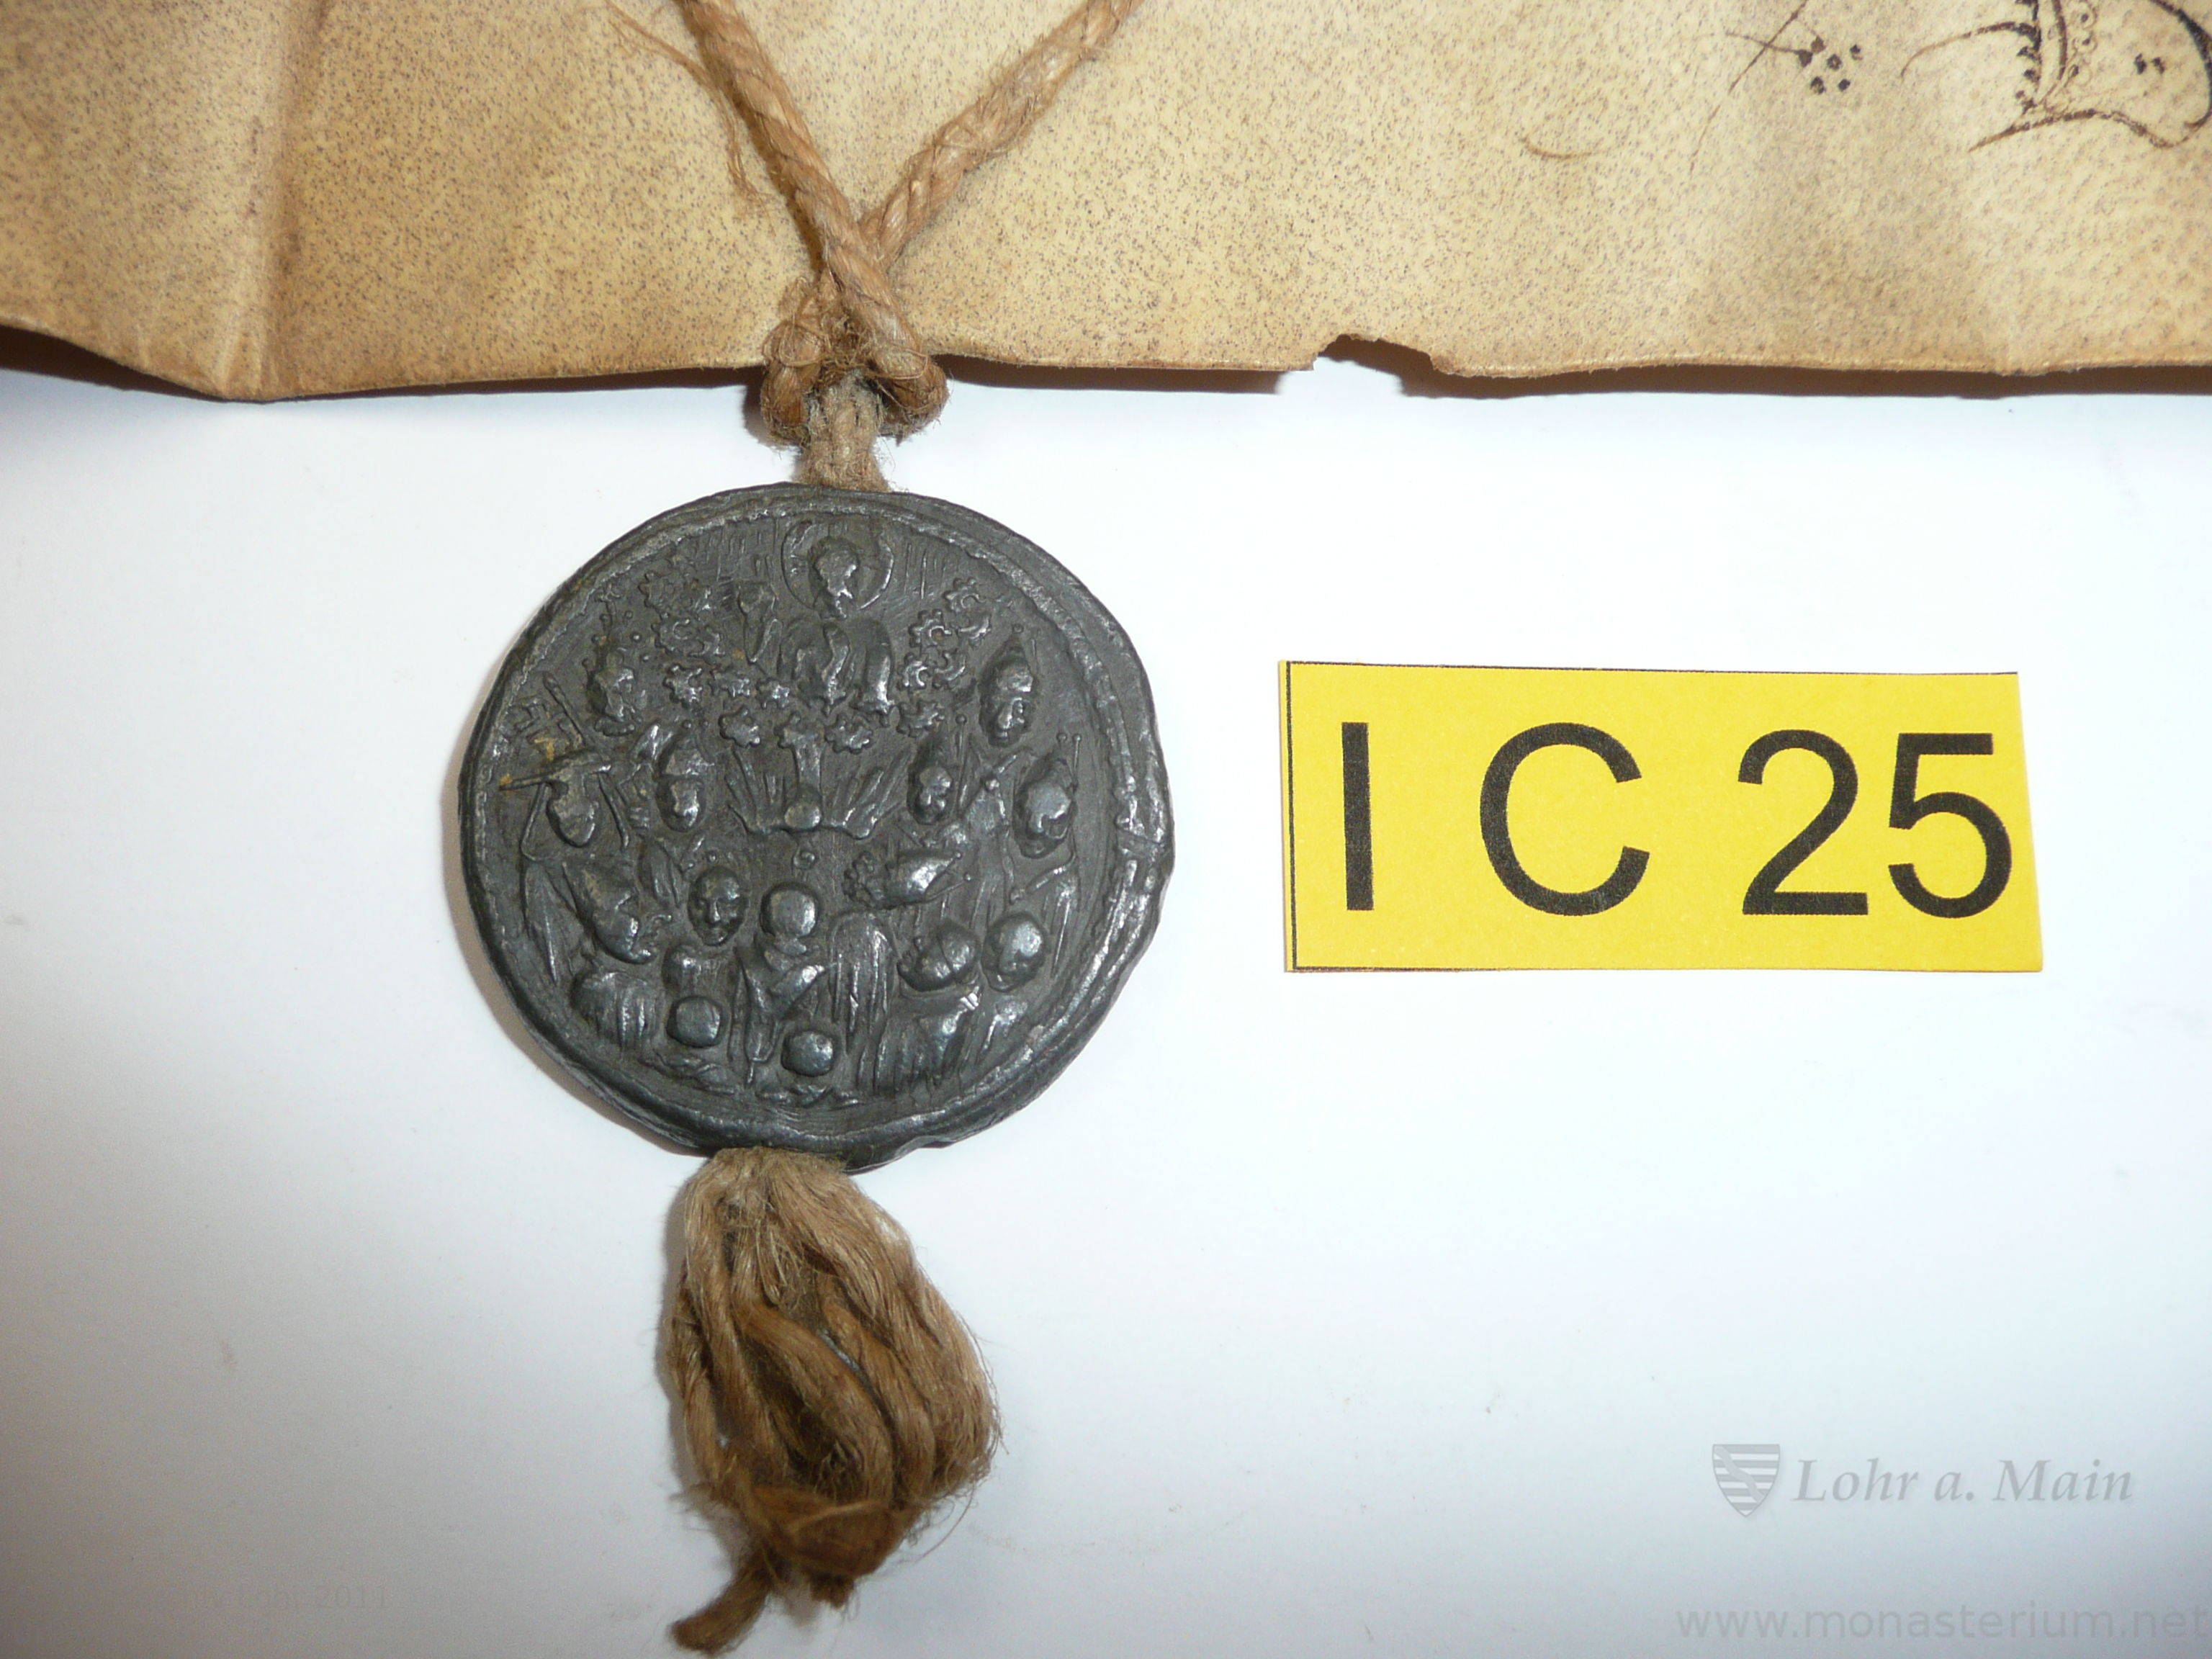 I C 25
Lohr a. Main
www.monasterium.net